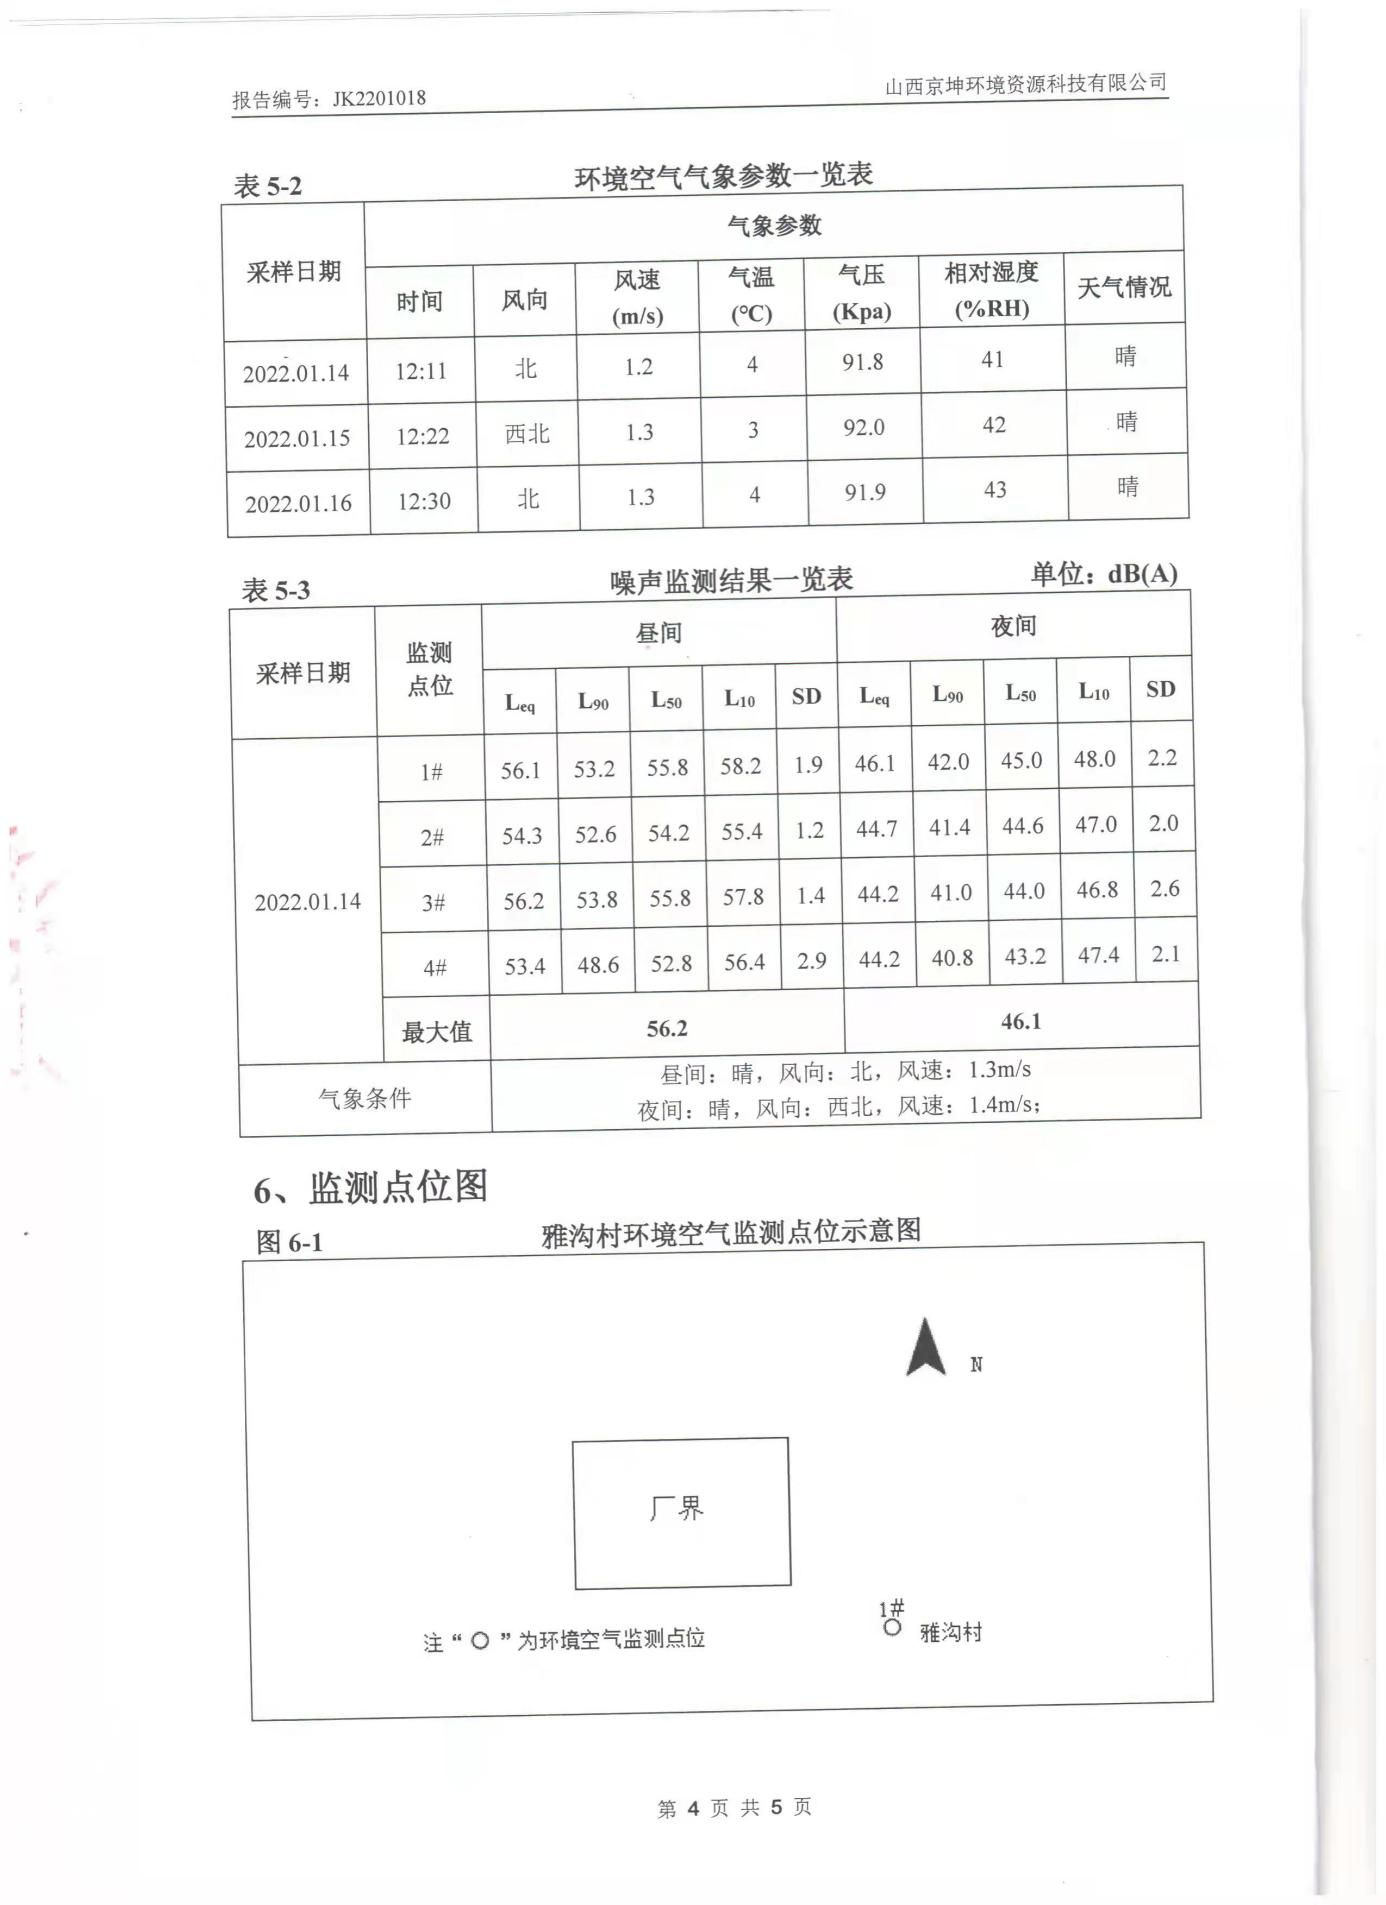 报告编号：JK2201018 山西京坤环境资源科技有限公司
表 5-2 环境空气气象参数一览表
采样日期 气象参数
时间 风向 风速(m/s) 气温(℃) 气压(Kpa) 相对湿度(%RH) 天气情况
2022.01.14 12:11 北 1.2 4 91.8 41 晴
2022.01.15 12:22 西北 1.3 3 92.0 42 晴
2022.01.16 12:30 北 1.3 4 91.9 43 晴
表 5-3 噪声监测结果一览表 单位：dB(A)
采样日期 监测点位 昼间 夜间
Leq L90 L50 L10 SD Leq L90 L50 L10 SD
2022.01.14 1# 56.1 53.2 55.8 58.2 1.9 46.1 42.0 45.0 48.0 2.2
2# 54.3 52.6 54.2 55.4 1.2 44.7 41.4 44.6 47.0 2.0
3# 56.2 53.8 55.8 57.8 1.4 44.2 41.0 44.0 46.8 2.6
4# 53.4 48.6 52.8 56.4 2.9 44.2 40.8 43.2 47.4 2.1
最大值 56.2 46.1
气象条件 昼间：晴，风向：北，风速：1.3m/s
夜间：晴，风向：西北，风速：1.4m/s；
6、监测点位图
图 6-1 雅沟村环境空气监测点位示意图
N
厂界
1#
注“○”为环境空气监测点位 ○ 雅沟村
第 4 页 共 5 页